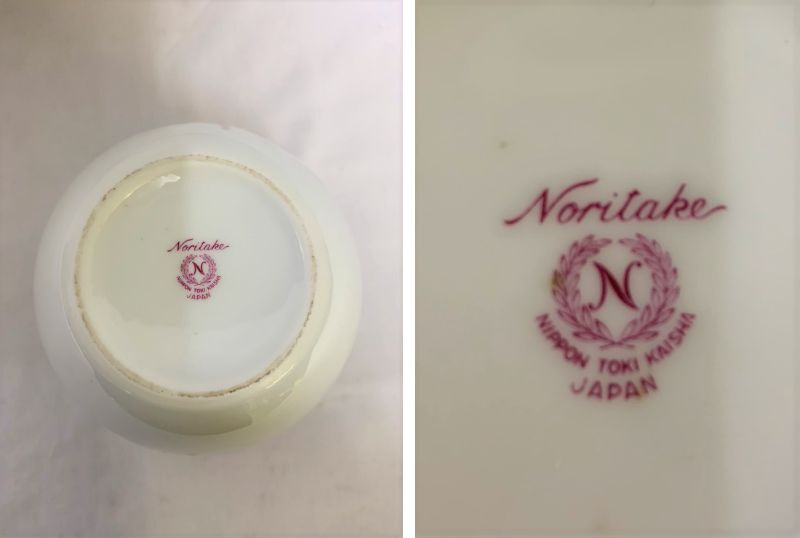 Noritake
N
NIPPON TOKI KAISHA
JAPAN
Noritake
N
NIPPON TOKI KAISHA
JAPAN